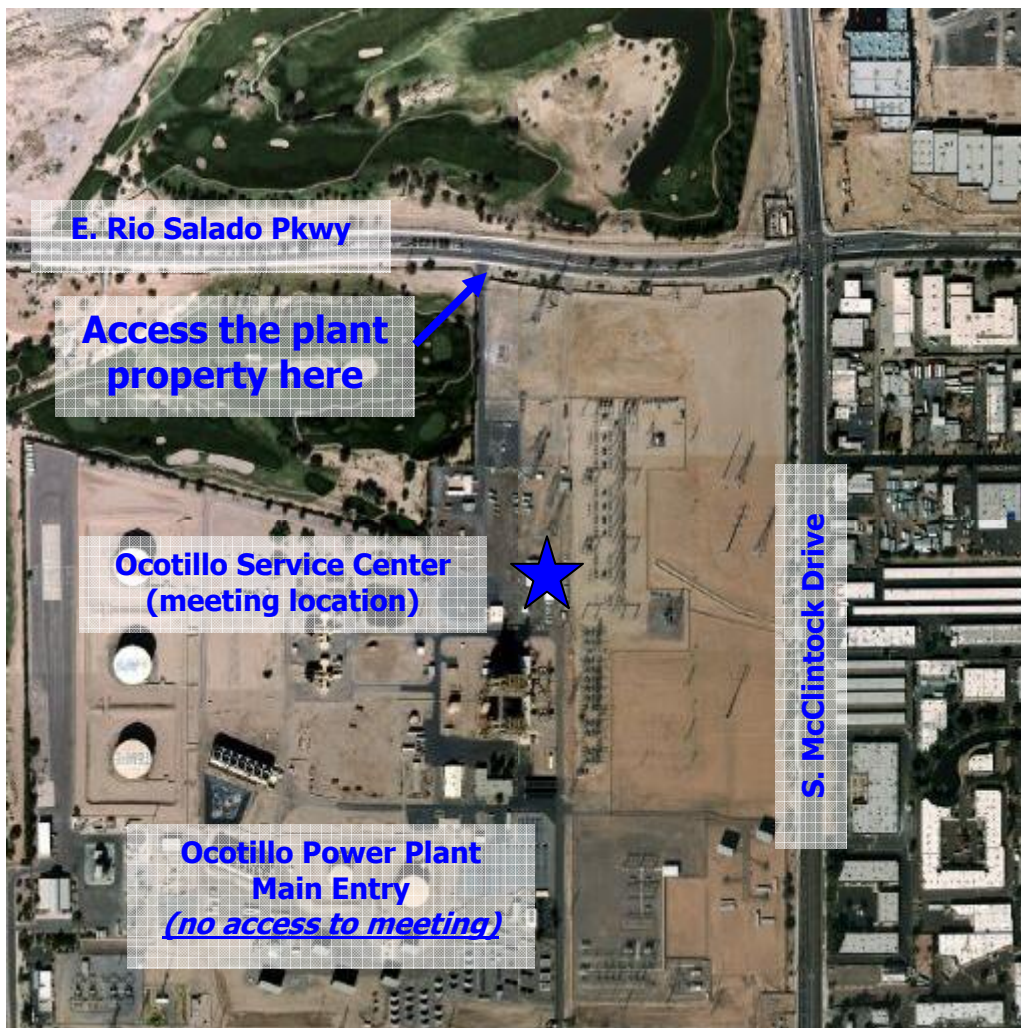 E. Rio Salado Pkwy
Access the plant
property here
Ocotillo Service Center
(meeting location)
S. McClintock Drive
Ocotillo Power Plant
Main Entry
(no access to meeting)